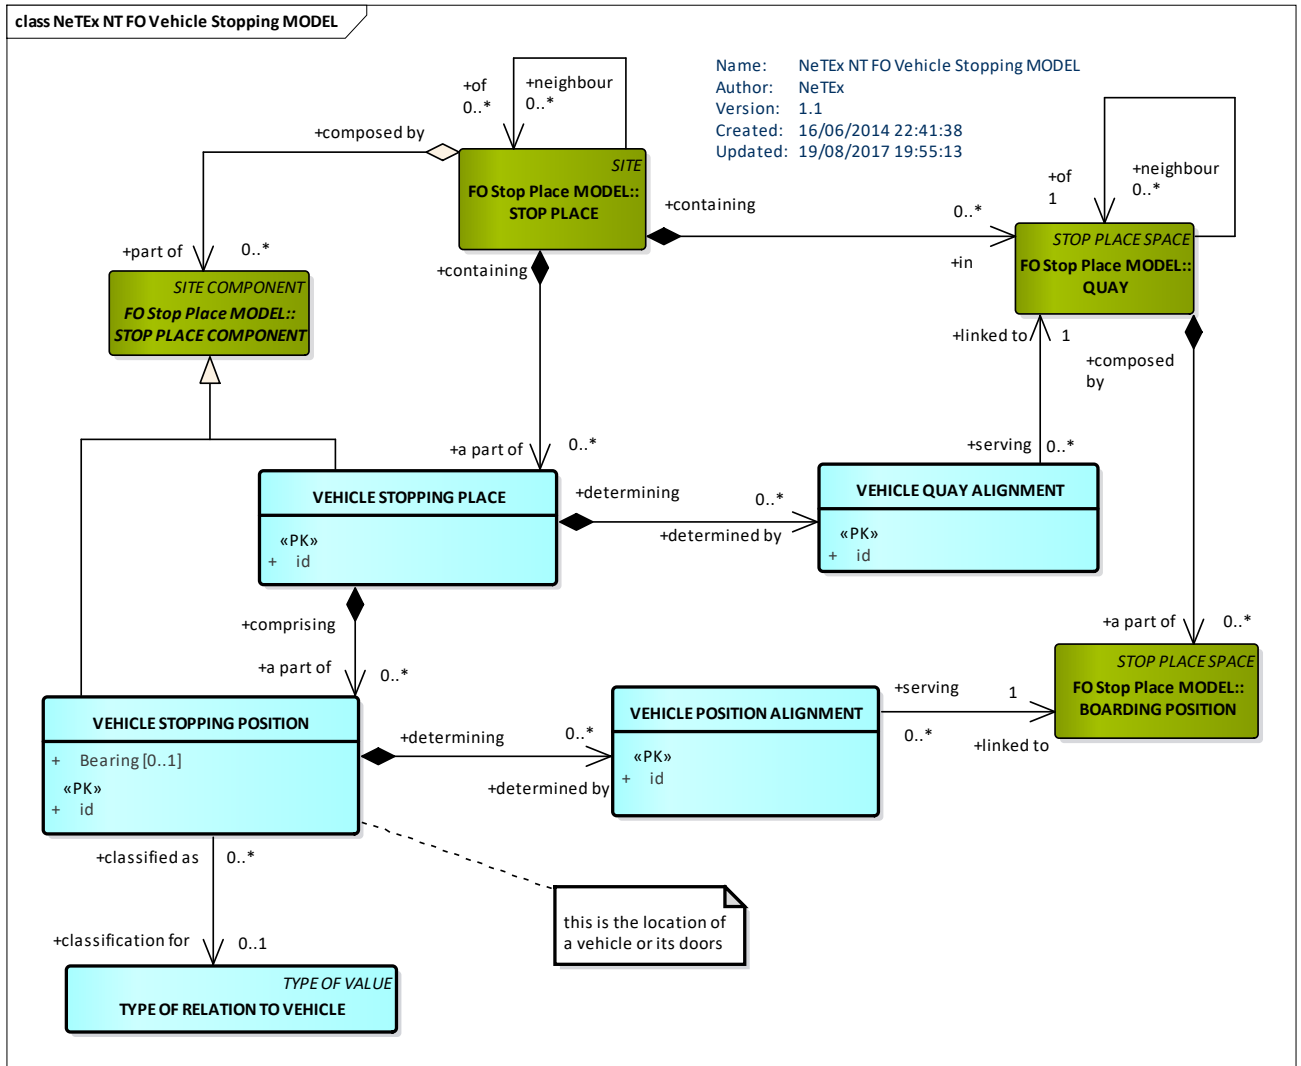 class NeTEx NT FO Vehicle Stopping MODEL
Name: NeTEx NT FO Vehicle Stopping MODEL
Author: NeTEx
Version: 1.1
Created: 16/06/2014 22:41:38
Updated: 19/08/2017 19:55:13
+of
0..*
+neighbour
0..*
+composed by
SITE
FO Stop Place MODEL::
STOP PLACE
+containing
0..*
+in
+of
1
+neighbour
0..*
STOP PLACE SPACE
FO Stop Place MODEL::
QUAY
+part of
0..*
SITE COMPONENT
FO Stop Place MODEL::
STOP PLACE COMPONENT
+containing
+a part of
0..*
+linked to
1
+composed
by
+serving
0..*
VEHICLE STOPPING PLACE
«PK»
+ id
+determining
0..*
+determined by
VEHICLE QUAY ALIGNMENT
«PK»
+ id
+comprising
+a part of
0..*
+a part of
0..*
STOP PLACE SPACE
FO Stop Place MODEL::
BOARDING POSITION
VEHICLE STOPPING POSITION
+ Bearing [0..1]
«PK»
+ id
+determining
0..*
+determined by
VEHICLE POSITION ALIGNMENT
«PK»
+ id
+serving
0..*
1
+linked to
+classified as
0..*
+classification for
0..1
this is the location of
a vehicle or its doors
TYPE OF VALUE
TYPE OF RELATION TO VEHICLE